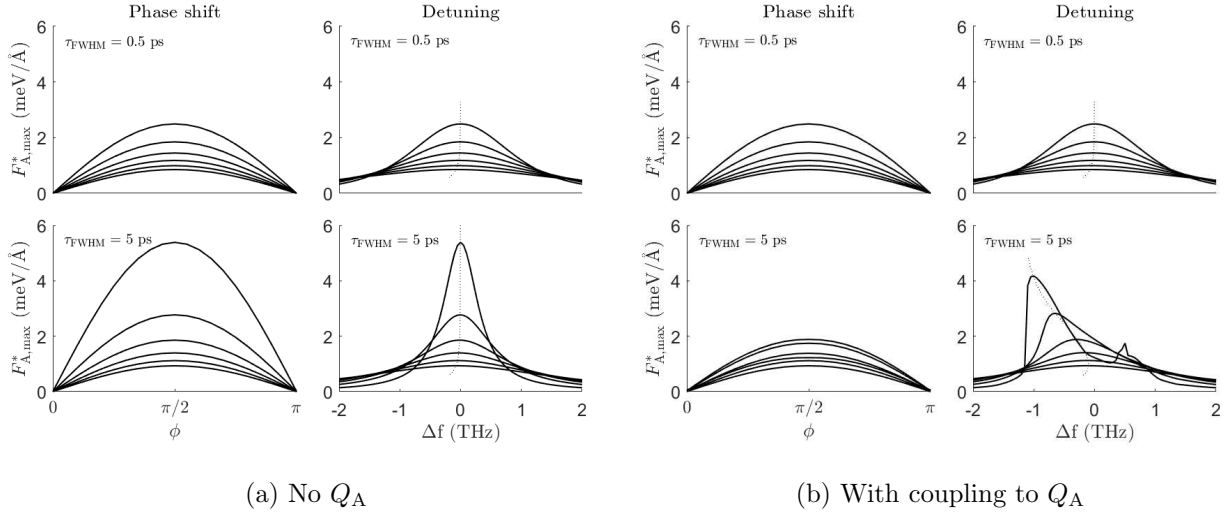 Phase shift
Detuning
Phase shift
Detuning
6
4
2
0
F*A,max (meV/Å)
τFWHM = 0.5 ps
6
4
2
0
τFWHM = 0.5 ps
6
4
2
0
F*A,max (meV/Å)
τFWHM = 0.5 ps
6
4
2
0
τFWHM = 0.5 ps
6
4
2
0
F*A,max (meV/Å)
τFWHM = 5 ps
0 π/2 π
ϕ
6
4
2
0
τFWHM = 5 ps
-2 -1 0 1 2
Δf (THz)
6
4
2
0
F*A,max (meV/Å)
τFWHM = 5 ps
0 π/2 π
ϕ
6
4
2
0
τFWHM = 5 ps
-2 -1 0 1 2
Δf (THz)
(a) No QA
(b) With coupling to QA